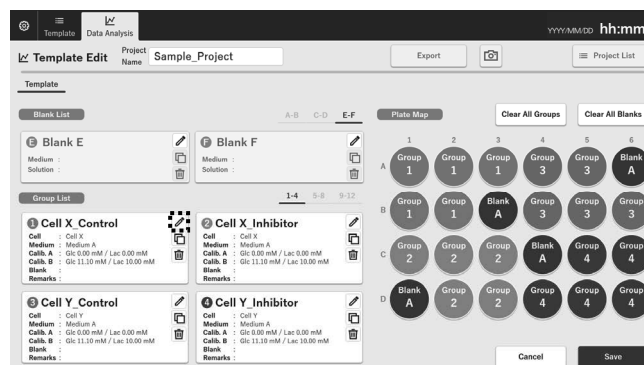 Template
Data Analysis
YYYY/MM/DD hh:mm
Template Edit
Project Name
Sample_Project
Export
Project List
Template
Blank List
A-B C-D E-F
E Blank E
Medium :
Solution :
F Blank F
Medium :
Solution :
Group List
1-4 5-8 9-12
1 Cell X_Control
Cell : Cell X
Medium : Medium A
Calib. A : Glc 0.00 mM / Lac 0.00 mM
Calib. B : Glc 11.10 mM / Lac 10.00 mM
Blank :
Remarks :
2 Cell X_Inhibitor
Cell : Cell X
Medium : Medium A
Calib. A : Glc 0.00 mM / Lac 0.00 mM
Calib. B : Glc 11.10 mM / Lac 10.00 mM
Blank :
Remarks :
3 Cell Y_Control
Cell : Cell Y
Medium : Medium A
Calib. A : Glc 0.00 mM / Lac 0.00 mM
Calib. B : Glc 11.10 mM / Lac 10.00 mM
Blank :
Remarks :
4 Cell Y_Inhibitor
Cell : Cell Y
Medium : Medium A
Calib. A : Glc 0.00 mM / Lac 0.00 mM
Calib. B : Glc 11.10 mM / Lac 10.00 mM
Blank :
Remarks :
Plate Map
Clear All Groups
Clear All Blanks
1 2 3 4 5 6
A Group 1 Group 1 Group 1 Group 3 Group 3 Blank A
B Group 1 Group 1 Blank A Group 3 Group 3 Group 3
C Group 2 Group 2 Group 2 Blank A Group 4 Group 4
D Blank A Group 2 Group 2 Group 4 Group 4 Group 4
Cancel
Save